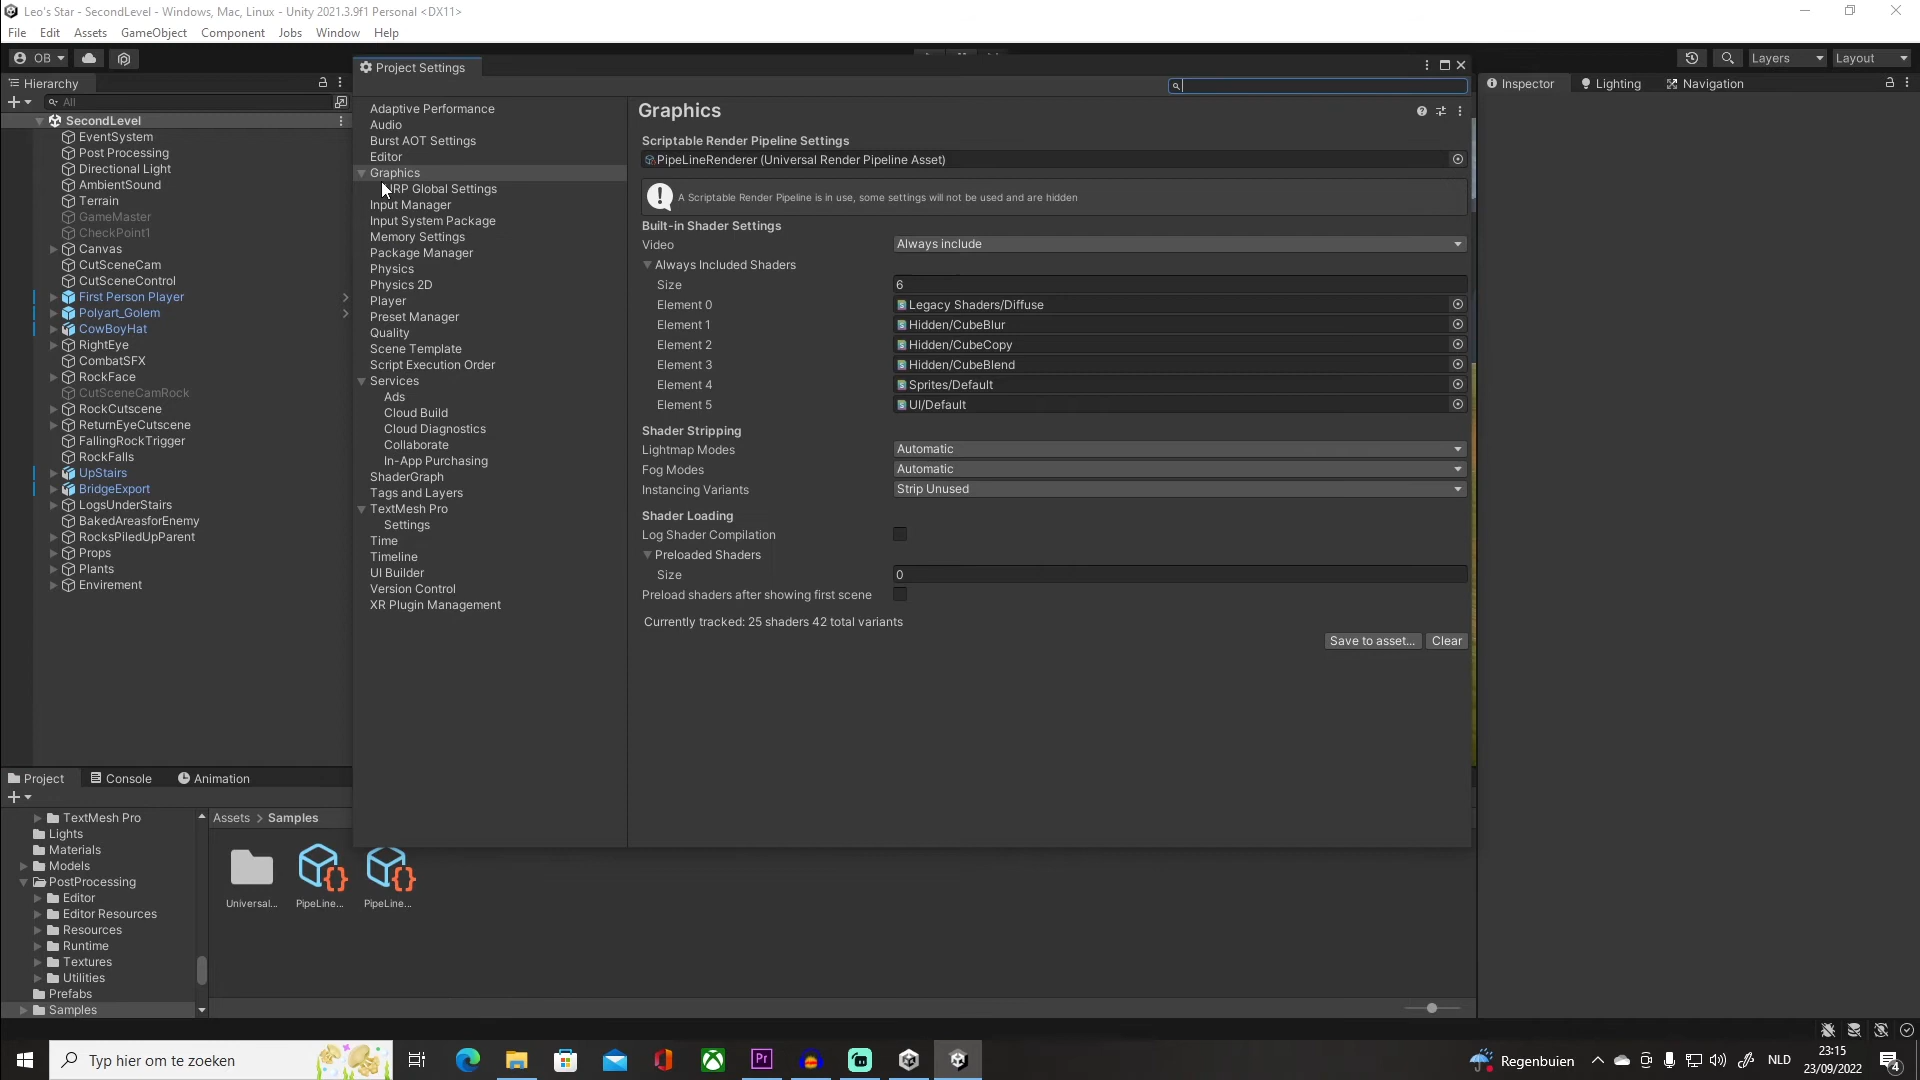 Leo's Star - SecondLevel - Windows, Mac, Linux - Unity 2021.3.9f1 Personal <DX11>
File Edit Assets GameObject Component Jobs Window Help
OB
Layers
Layout
Hierarchy
All
SecondLevel
EventSystem
Post Processing
Directional Light
AmbientSound
Terrain
GameMaster
CheckPoint1
Canvas
CutSceneCam
CutSceneControl
First Person Player
Polyart_Golem
CowBoyHat
RightEye
CombatSFX
RockFace
CutSceneCamRock
RockCutscene
ReturnEyeCutscene
FallingRockTrigger
RockFalls
UpStairs
BridgeExport
LogsUnderStairs
BakedAreasforEnemy
RocksPiledUpParent
Props
Plants
Envirement
Project Settings
Adaptive Performance
Audio
Burst AOT Settings
Editor
Graphics
RP Global Settings
Input Manager
Input System Package
Memory Settings
Package Manager
Physics
Physics 2D
Player
Preset Manager
Quality
Scene Template
Script Execution Order
Services
Ads
Cloud Build
Cloud Diagnostics
Collaborate
In-App Purchasing
ShaderGraph
Tags and Layers
TextMesh Pro
Settings
Time
Timeline
UI Builder
Version Control
XR Plugin Management
Graphics
Scriptable Render Pipeline Settings
PipeLineRenderer (Universal Render Pipeline Asset)
A Scriptable Render Pipeline is in use, some settings will not be used and are hidden
Built-in Shader Settings
Video Always include
Always Included Shaders
Size 6
Element 0 Legacy Shaders/Diffuse
Element 1 Hidden/CubeBlur
Element 2 Hidden/CubeCopy
Element 3 Hidden/CubeBlend
Element 4 Sprites/Default
Element 5 UI/Default
Shader Stripping
Lightmap Modes Automatic
Fog Modes Automatic
Instancing Variants Strip Unused
Shader Loading
Log Shader Compilation
Preloaded Shaders
Size 0
Preload shaders after showing first scene
Currently tracked: 25 shaders 42 total variants
Save to asset... Clear
Inspector Lighting Navigation
Project Console Animation
TextMesh Pro
Lights
Materials
Models
PostProcessing
Editor
Editor Resources
Resources
Runtime
Textures
Utilities
Prefabs
Samples
Assets > Samples
Universal... PipeLine... PipeLine...
Typ hier om te zoeken
Pr
Regenbuien
NLD
23:15
23/09/2022
4